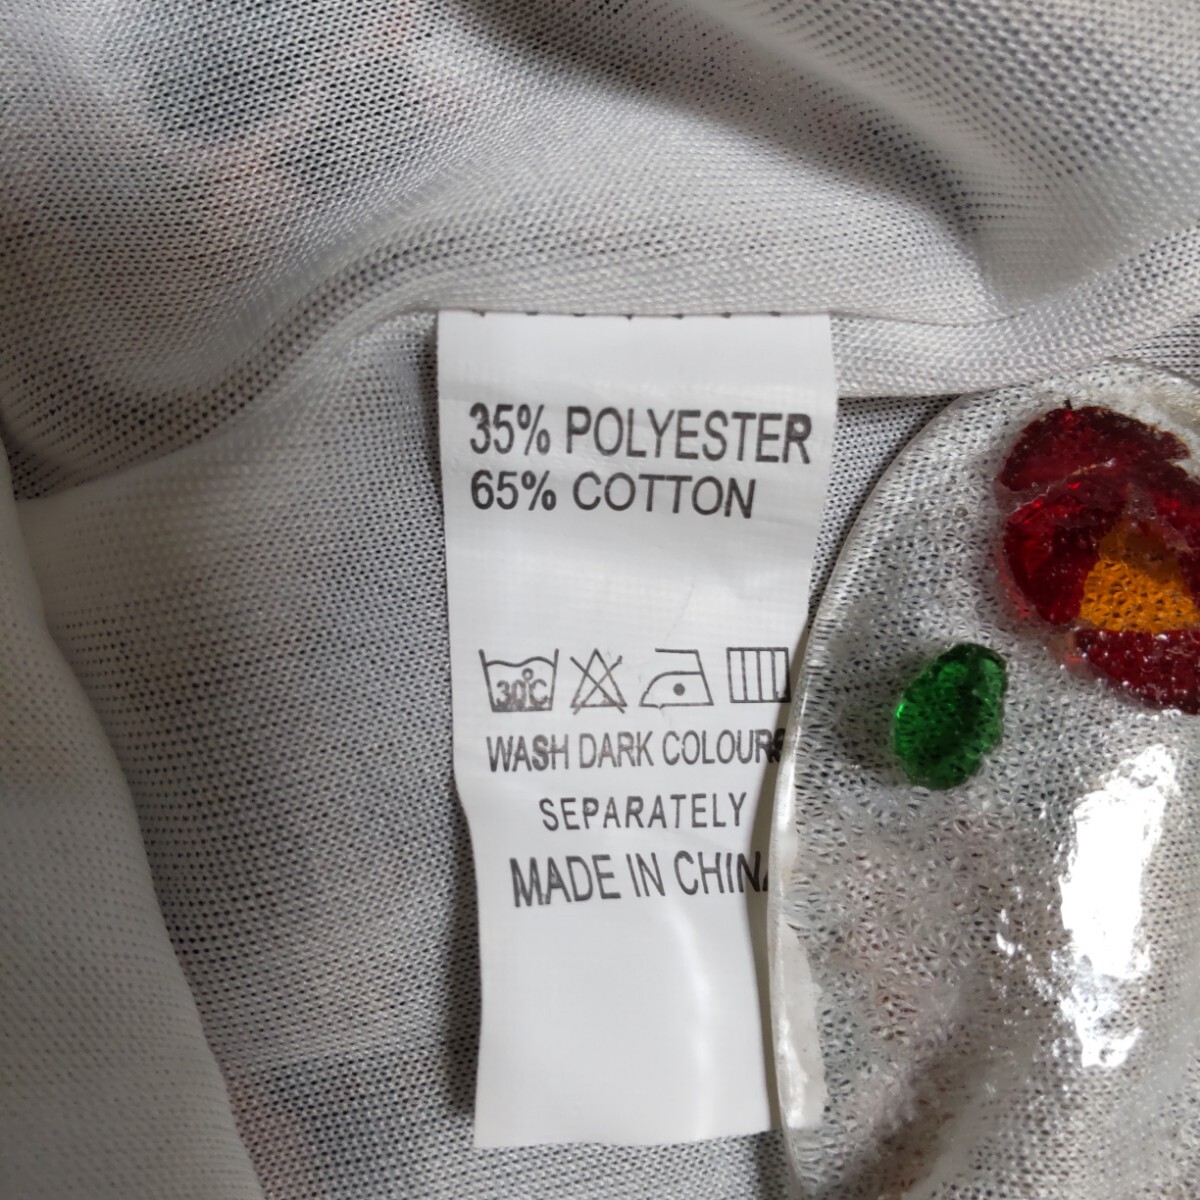 35% POLYESTER
65% COTTON
30°C
WASH DARK COLOURS
SEPARATELY
MADE IN CHINA